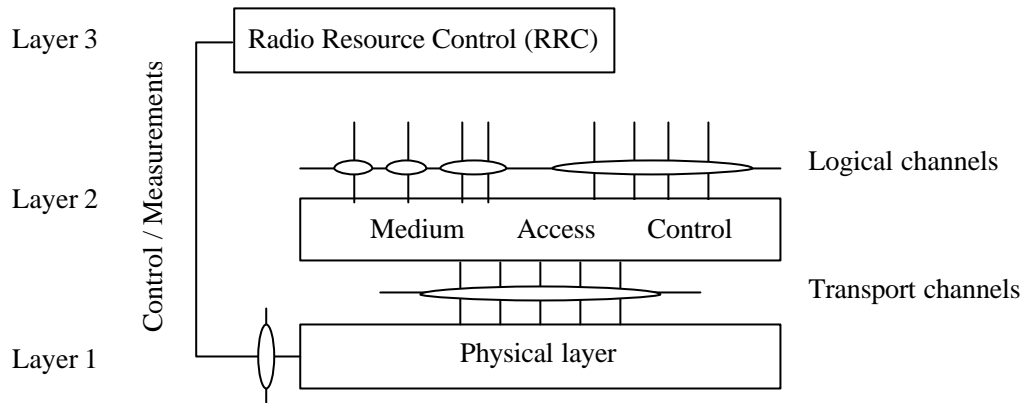 Layer 3
Radio Resource Control (RRC)
Control / Measurements
Logical channels
Layer 2
Medium Access Control
Transport channels
Layer 1
Physical layer